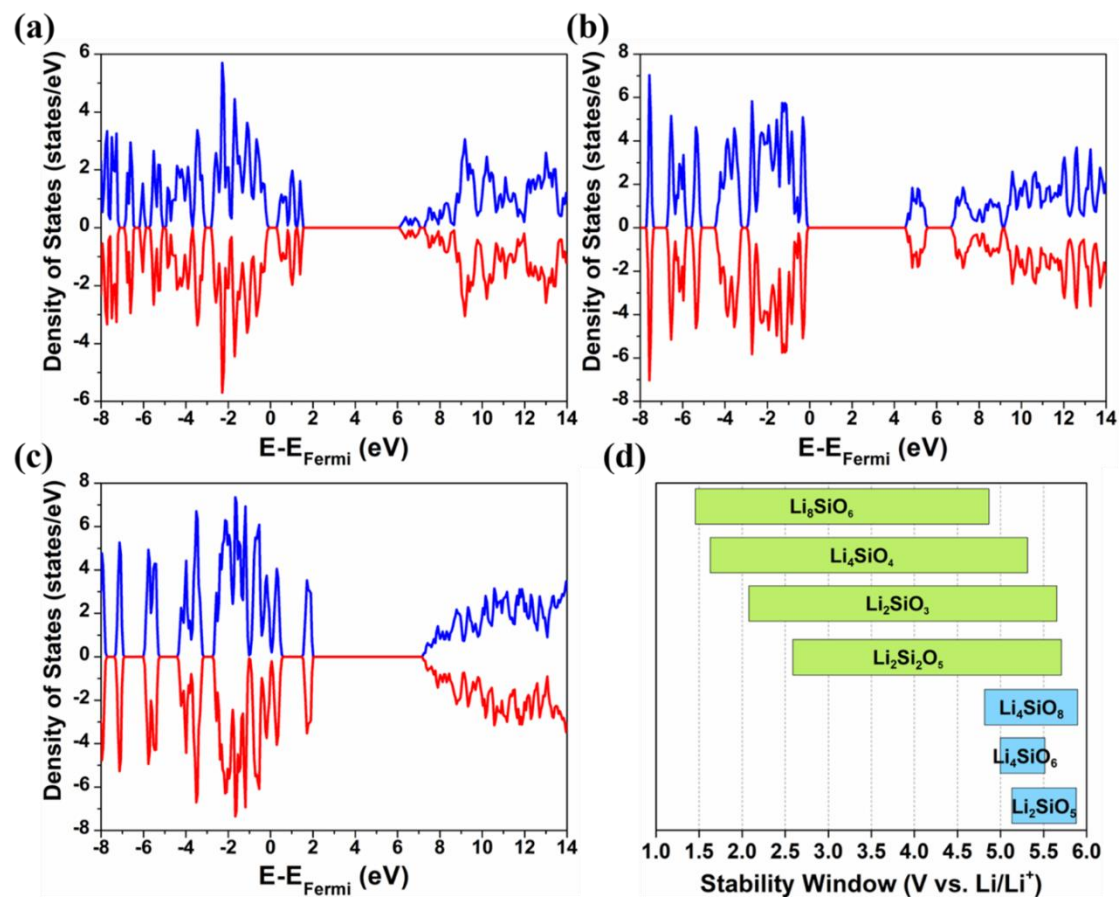 (a)
Density of States (states/eV)
6
4
2
0
-2
-4
-6
-8 -6 -4 -2 0 2 4 6 8 10 12 14
E-E_Fermi (eV)
(b)
Density of States (states/eV)
8
6
4
2
0
-2
-4
-6
-8
-8 -6 -4 -2 0 2 4 6 8 10 12 14
E-E_Fermi (eV)
(c)
Density of States (states/eV)
8
6
4
2
0
-2
-4
-6
-8
-8 -6 -4 -2 0 2 4 6 8 10 12 14
E-E_Fermi (eV)
(d)
Li₈SiO₆
Li₄SiO₄
Li₂SiO₃
Li₂Si₂O₅
Li₄SiO₈
Li₄SiO₆
Li₂SiO₅
1.0 1.5 2.0 2.5 3.0 3.5 4.0 4.5 5.0 5.5 6.0
Stability Window (V vs. Li/Li⁺)